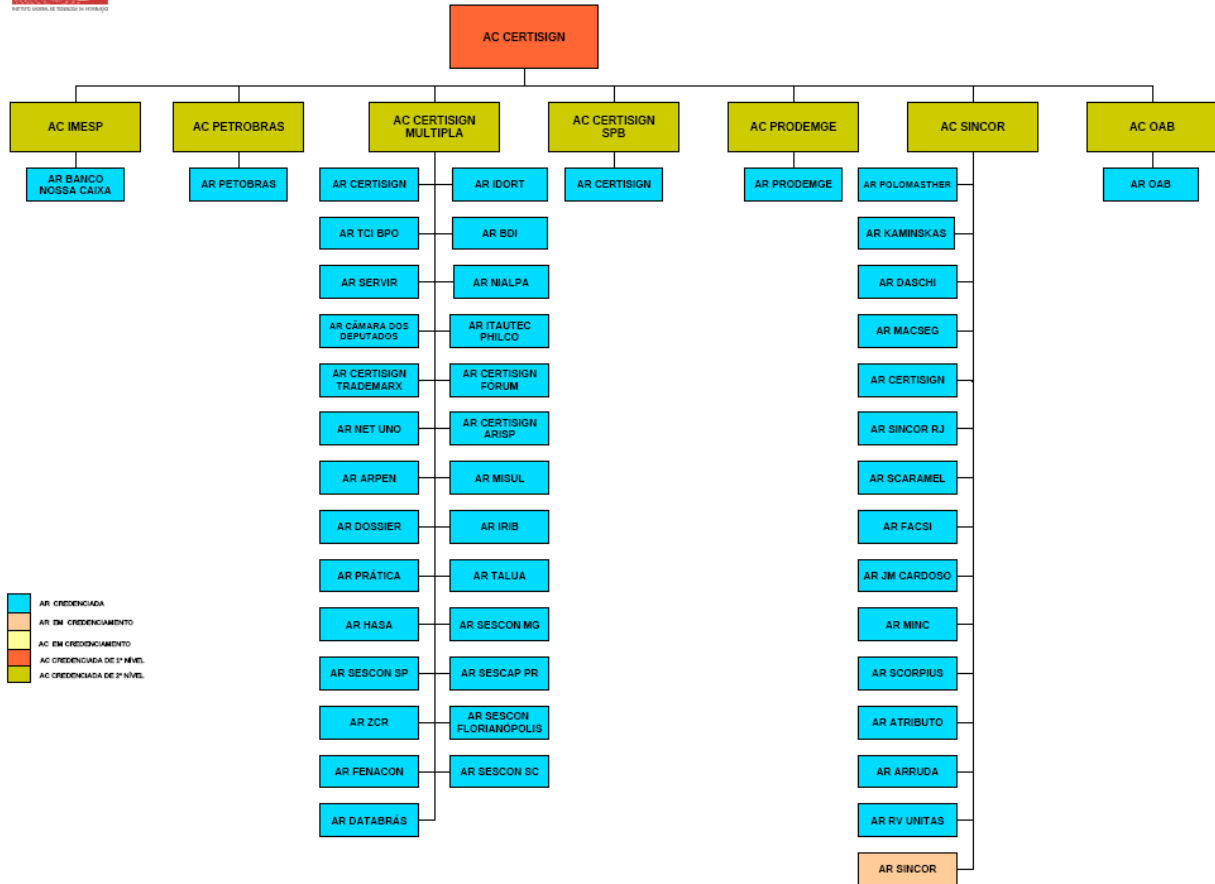 INSTITUTO NACIONAL DE TECNOLOGIA DA INFORMAÇÃO
AC CERTISIGN
AC IMESP
AC PETROBRAS
AC CERTISIGN
MULTIPLA
AC CERTISIGN
SPB
AC PRODEMGE
AC SINCOR
AC OAB
AR BANCO
NOSSA CAIXA
AR PETOBRAS
AR CERTISIGN
AR IDORT
AR CERTISIGN
AR PRODEMGE
AR POLOMASTHER
AR OAB
AR TCI BPO
AR BDI
AR KAMINSKAS
AR SERVIR
AR NIALPA
AR DASCHI
AR CÂMARA DOS
DEPUTADOS
AR ITAUTEC
PHILCO
AR MACSEG
AR CERTISIGN
TRADEMARX
AR CERTISIGN
FÓRUM
AR CERTISIGN
AR NET UNO
AR CERTISIGN
ARISP
AR SINCOR RJ
AR ARPEN
AR MISUL
AR SCARAMEL
AR DOSSIER
AR IRIB
AR FACSI
AR PRÁTICA
AR TALUA
AR JM CARDOSO
AR HASA
AR SESCON MG
AR MINC
AR SESCON SP
AR SESCAP PR
AR SCORPIUS
AR ZCR
AR SESCON
FLORIANÓPOLIS
AR ATRIBUTO
AR FENACON
AR SESCON SC
AR ARRUDA
AR DATABRÁS
AR RV UNITAS
AR SINCOR
AR CREDENCIADA
AR EM CREDENCIAMENTO
AC EM CREDENCIAMENTO
AC CREDENCIADA DE 1º NÍVEL
AC CREDENCIADA DE 2º NÍVEL